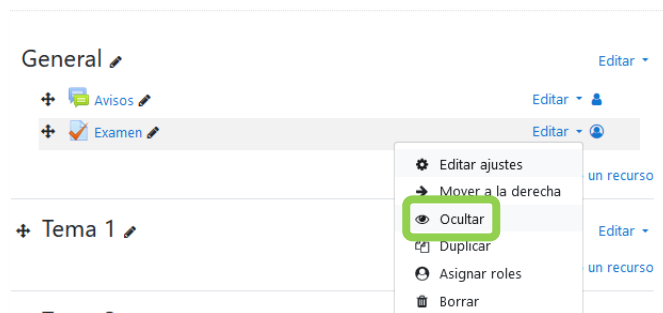 General
Editar
Avisos
Editar
Examen
Editar
Editar ajustes
un recurso
Mover a la derecha
Ocultar
Tema 1
Editar
Duplicar
un recurso
Asignar roles
Borrar